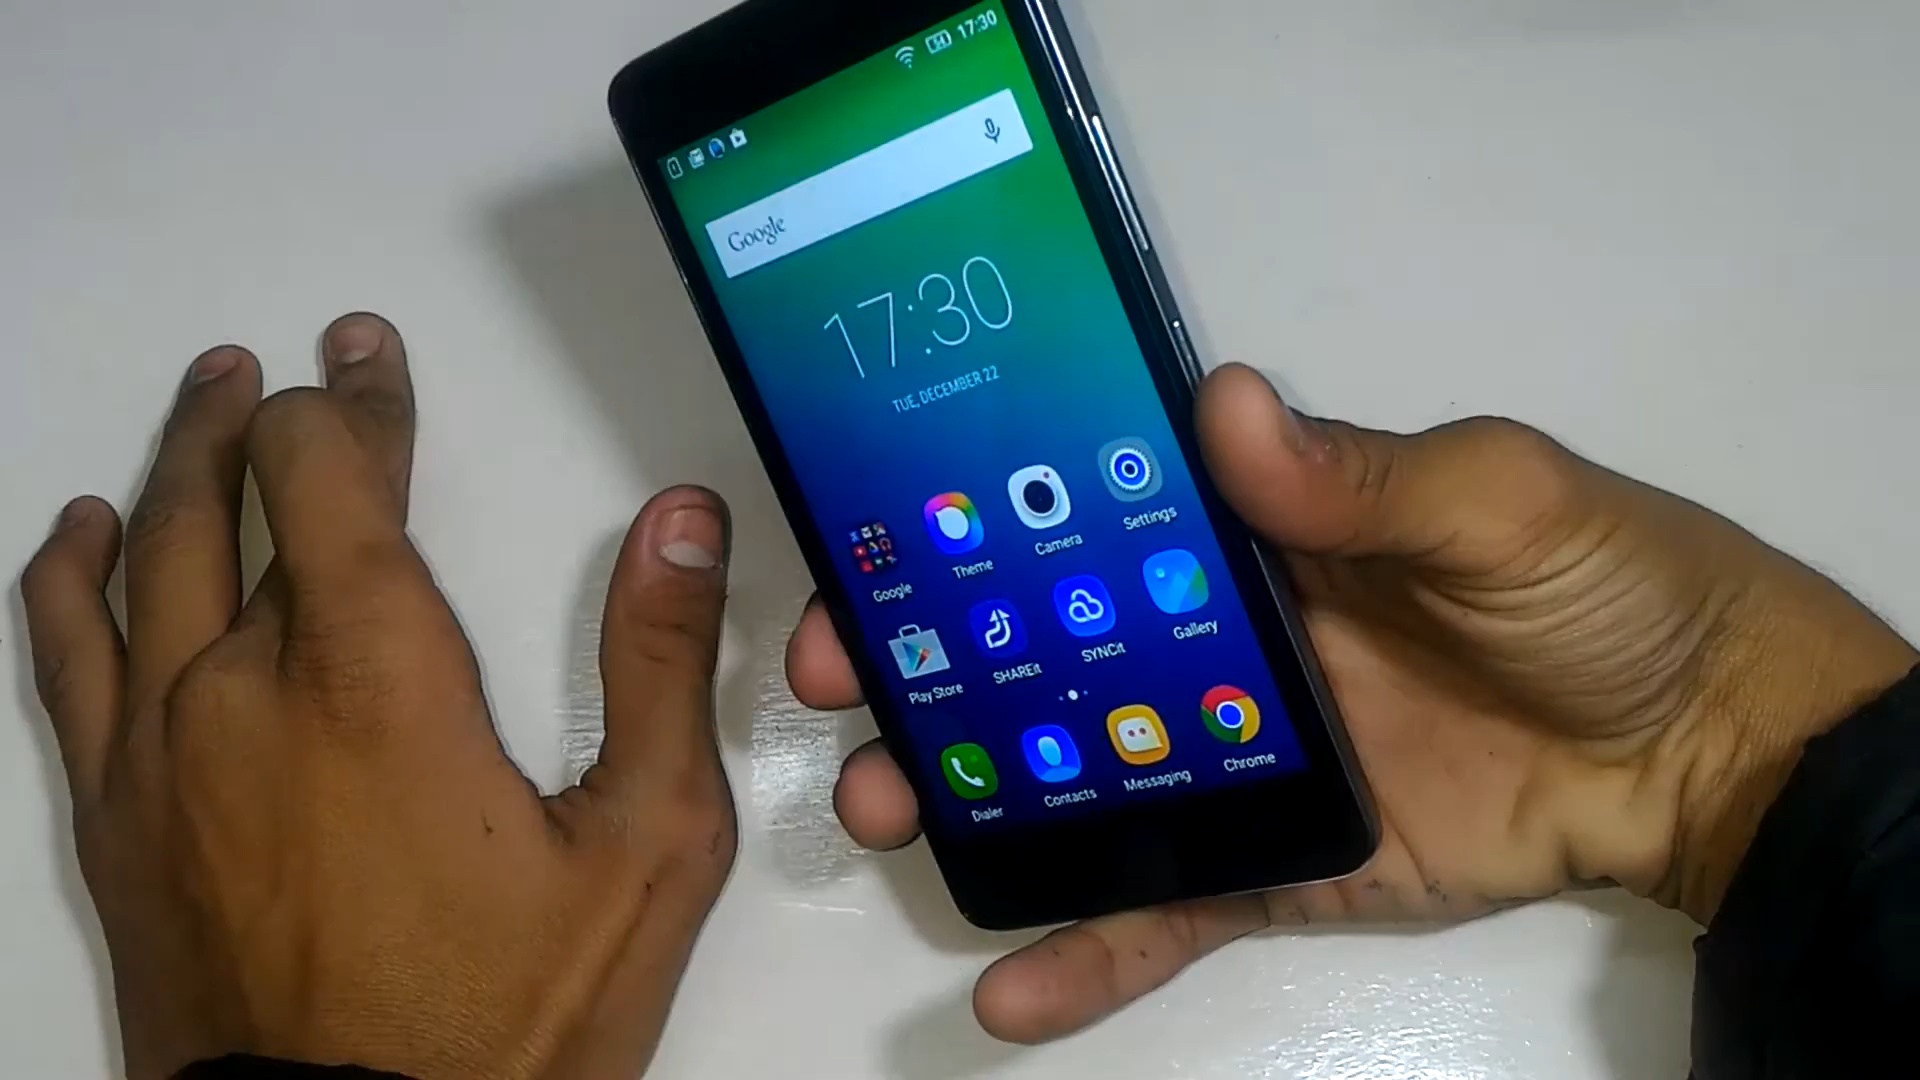 17:30
Google
17:30
TUE, DECEMBER 22
Google Theme Camera Settings
Play Store SHAREit SYNCit Gallery
Dialer Contacts Messaging Chrome